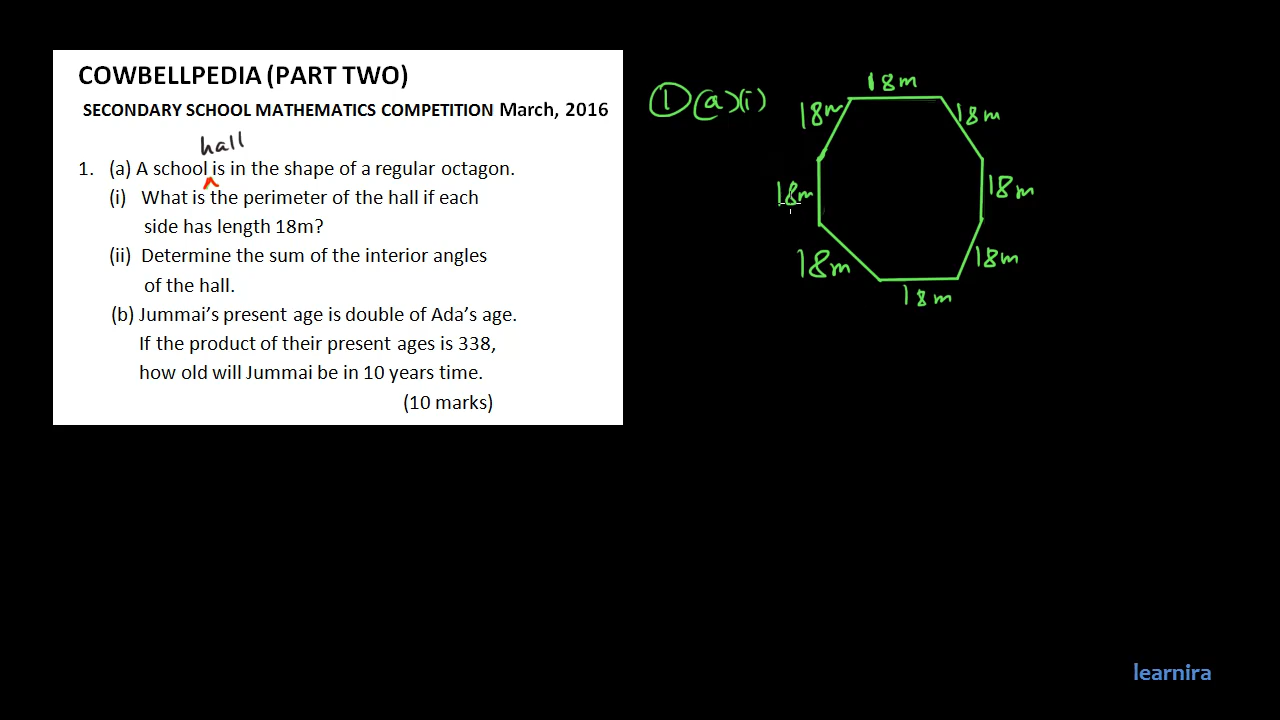 COWBELLPEDIA (PART TWO)
SECONDARY SCHOOL MATHEMATICS COMPETITION March, 2016
hall
1. (a) A school is in the shape of a regular octagon.
(i) What is the perimeter of the hall if each
side has length 18m?
(ii) Determine the sum of the interior angles
of the hall.
(b) Jummai’s present age is double of Ada’s age.
If the product of their present ages is 338,
how old will Jummai be in 10 years time.
(10 marks)
1 (a)(i)
18m
18m
18m
18m
18m
18m
18m
18m
learnira